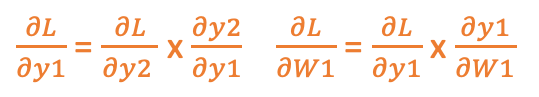 ∂L/∂y1 = ∂L/∂y2 x ∂y2/∂y1 ∂L/∂W1 = ∂L/∂y1 x ∂y1/∂W1